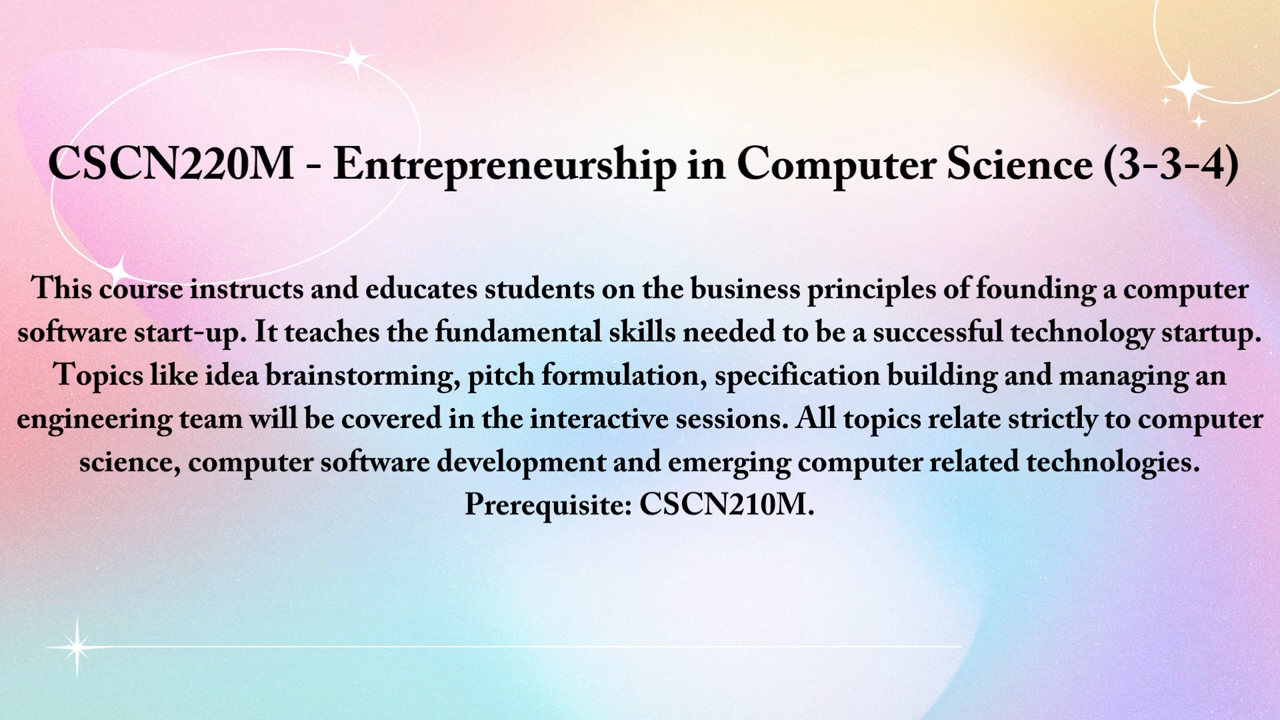 CSCN220M - Entrepreneurship in Computer Science (3-3-4)
This course instructs and educates students on the business principles of founding a computer
software start-up. It teaches the fundamental skills needed to be a successful technology startup.
Topics like idea brainstorming, pitch formulation, specification building and managing an
engineering team will be covered in the interactive sessions. All topics relate strictly to computer
science, computer software development and emerging computer related technologies.
Prerequisite: CSCN210M.